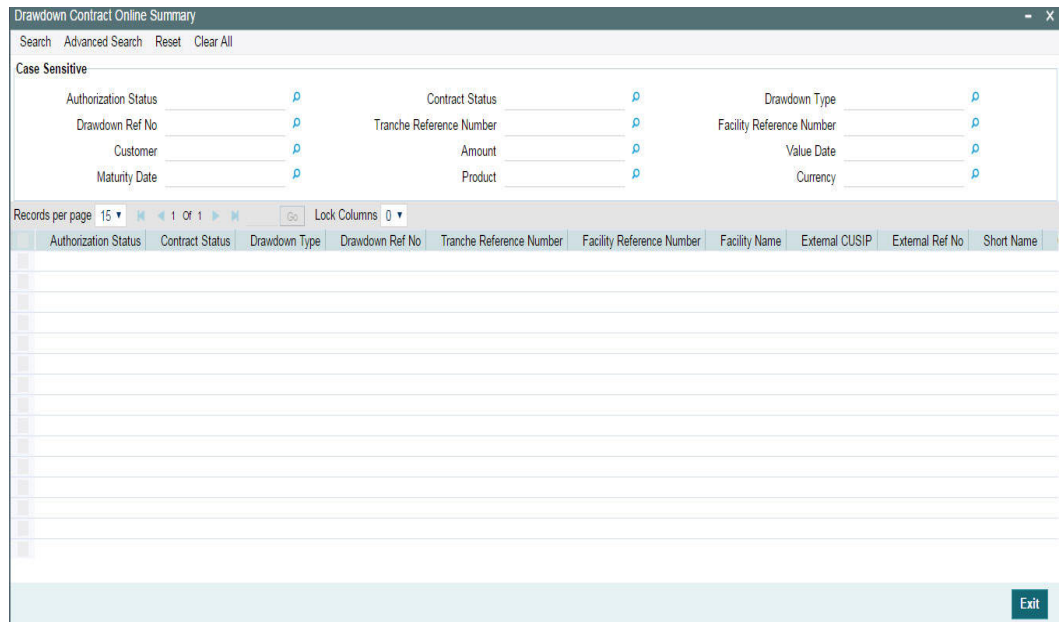 Drawdown Contract Online Summary - X
Search Advanced Search Reset Clear All
Case Sensitive
Authorization Status Contract Status Drawdown Type
Drawdown Ref No Tranche Reference Number Facility Reference Number
Customer Amount Value Date
Maturity Date Product Currency
Records per page 15 1 Of 1 Go Lock Columns 0
Authorization Status Contract Status Drawdown Type Drawdown Ref No Tranche Reference Number Facility Reference Number Facility Name External CUSIP External Ref No Short Name
Exit